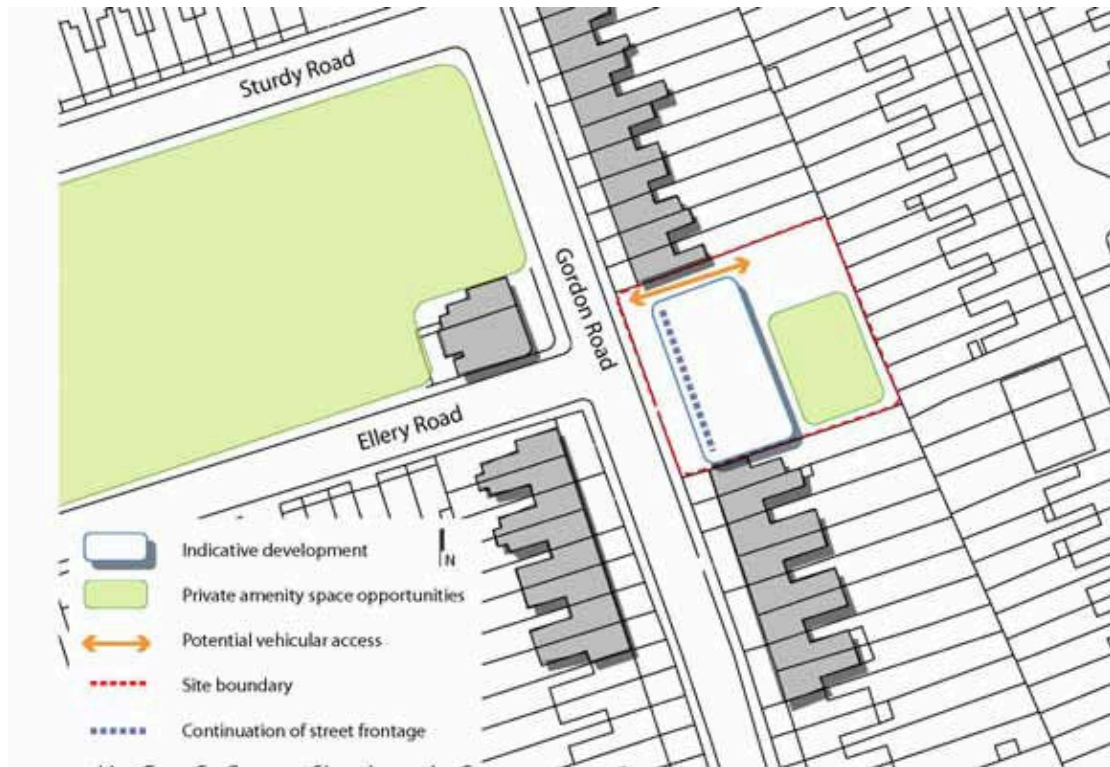 Sturdy Road
Gordon Road
Ellery Road
Indicative development
N
Private amenity space opportunities
Potential vehicular access
Site boundary
Continuation of street frontage